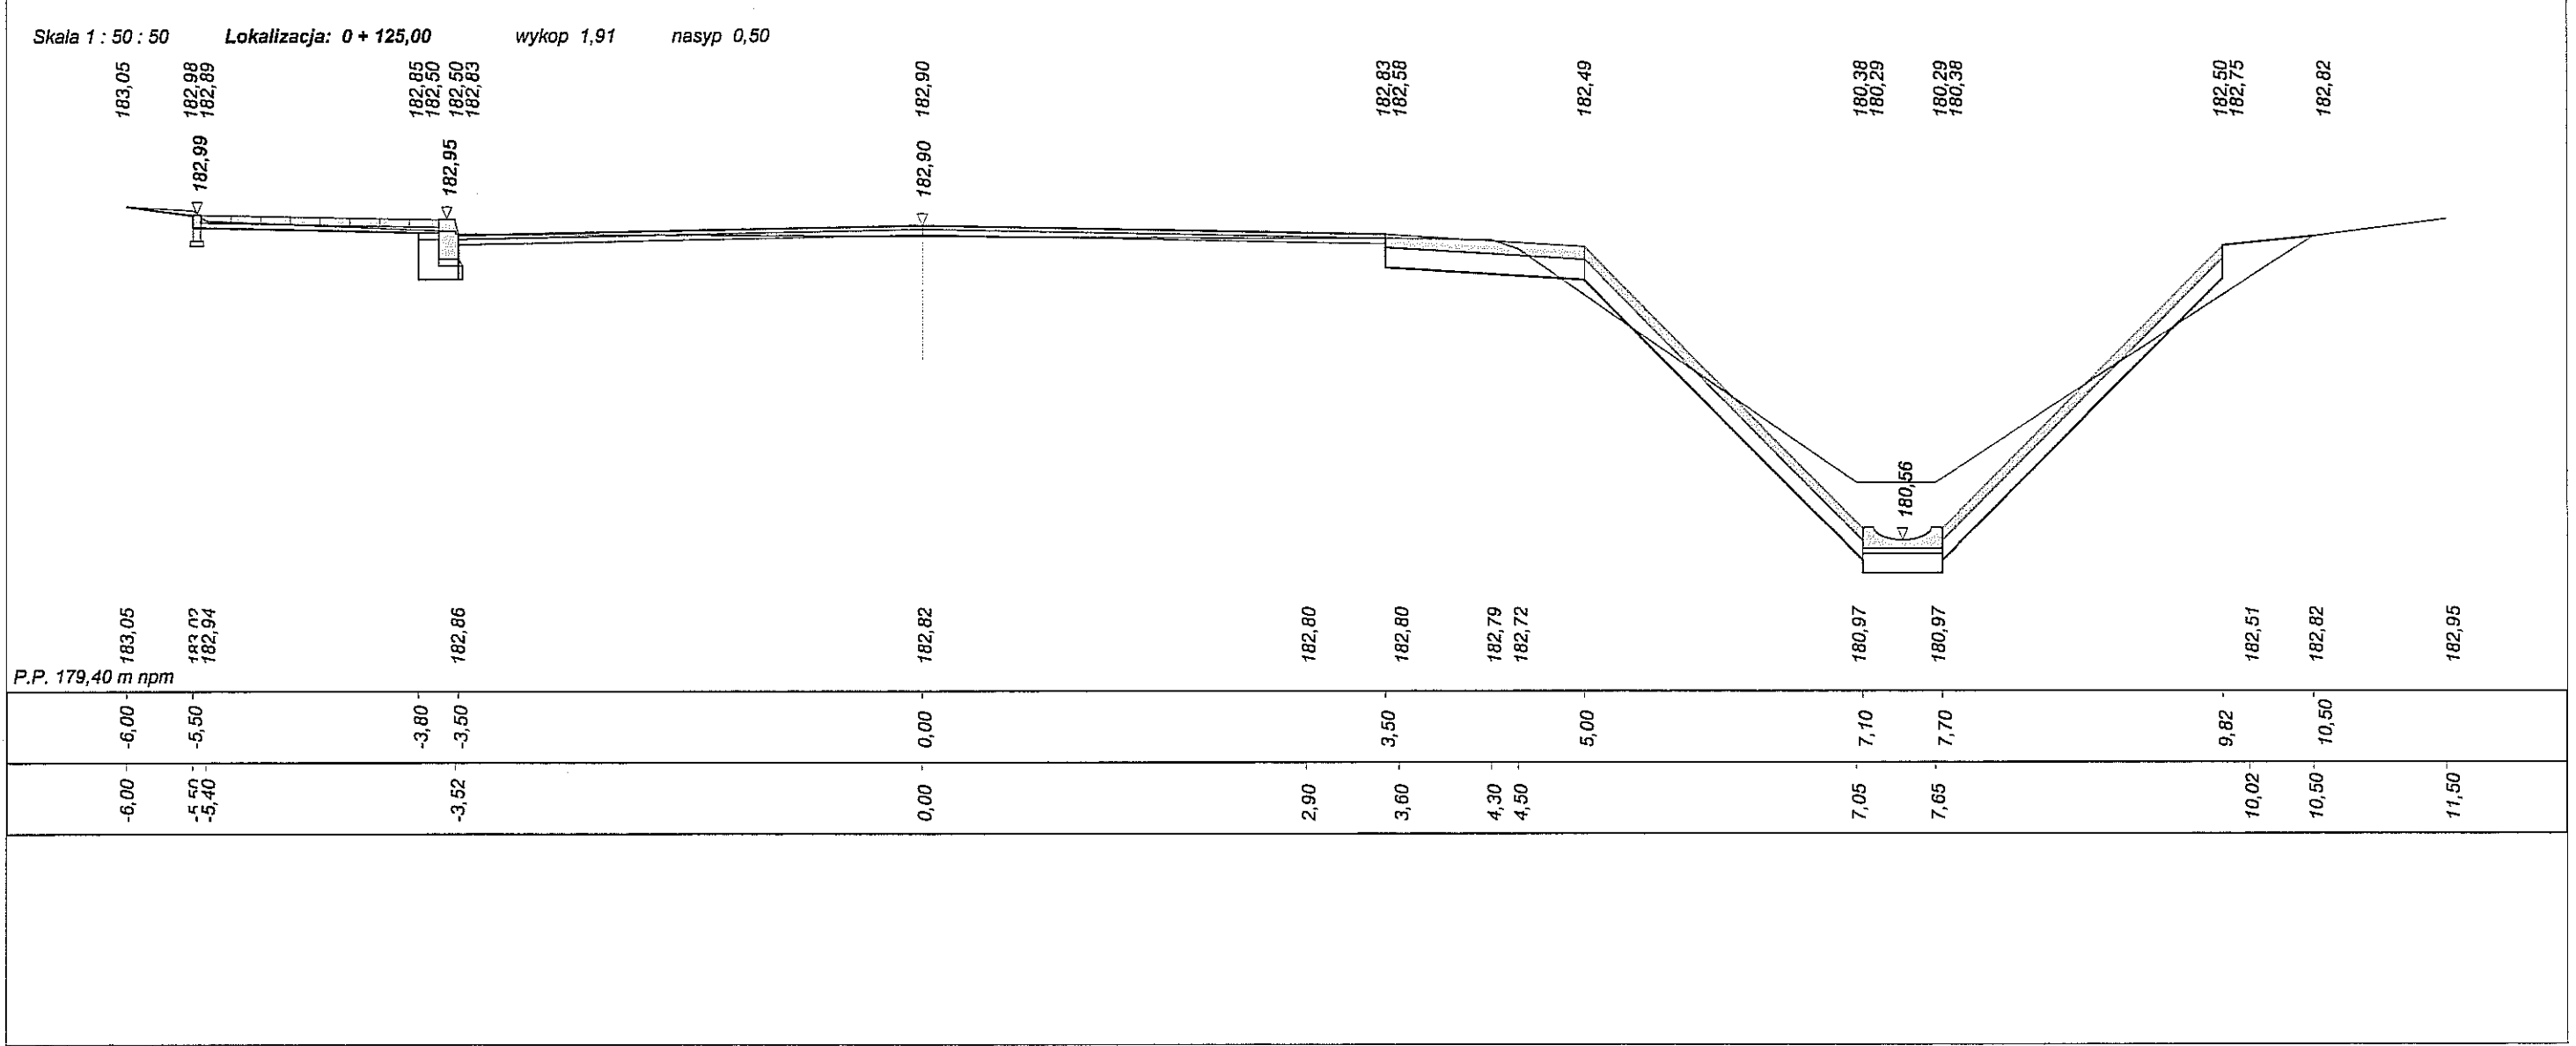 Skala 1 : 50 : 50 Lokalizacja: 0 + 125,00 wykop 1,91 nasyp 0,50
183,05 182,98 182,89 182,85 182,50 182,50 182,83 182,90 182,83 182,58 182,49 180,38 180,29 180,29 180,38 182,50 182,75 182,82
182,99 182,95 182,90
180,56
183,05 183,02 182,94 182,86 182,82 182,80 182,80 182,79 182,72 180,97 180,97 182,51 182,82 182,95
P.P. 179,40 m npm
-6,00 -5,50 -3,80 -3,50 0,00 3,50 5,00 7,10 7,70 9,82 10,50
-6,00 -5,50 -5,40 -3,52 0,00 2,90 3,60 4,30 4,50 7,05 7,65 10,02 10,50 11,50